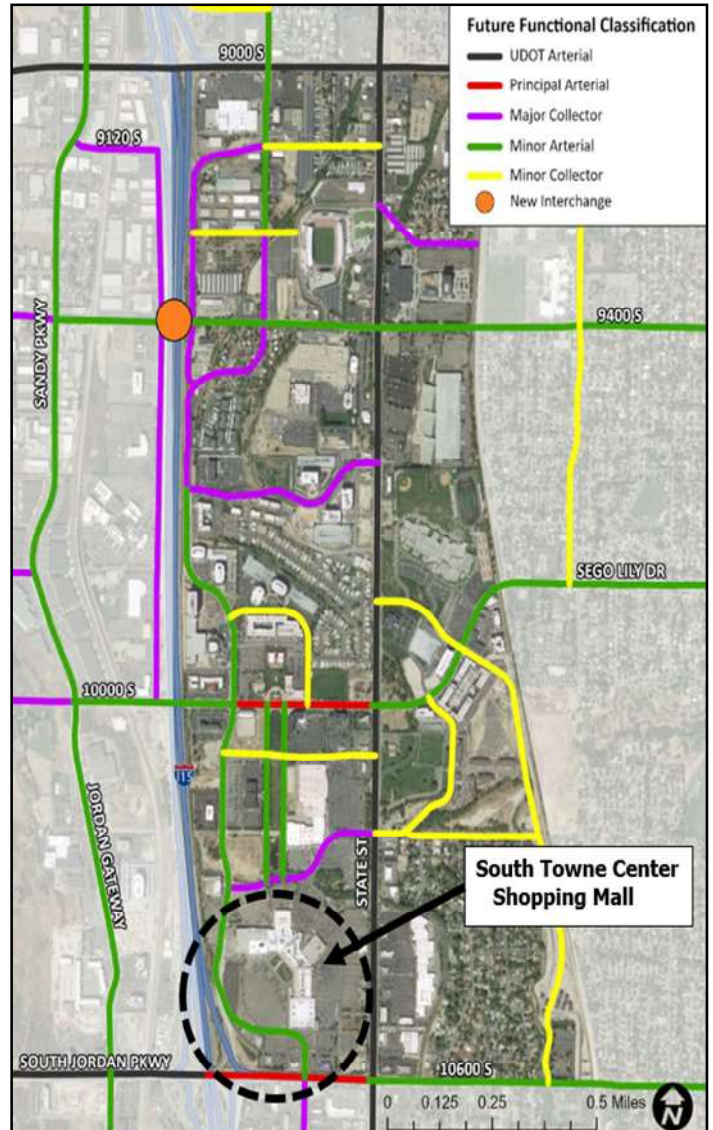 Future Functional Classification
UDOT Arterial
Principal Arterial
Major Collector
Minor Arterial
Minor Collector
New Interchange
9000 S
9120 S
SANDY PKWY
9400 S
SEGO LILY DR
10000 S
I15
JORDAN GATEWAY
STATE ST
South Towne Center
Shopping Mall
SOUTH JORDAN PKWY
10600 S
0 0.125 0.25 0.5 Miles
N